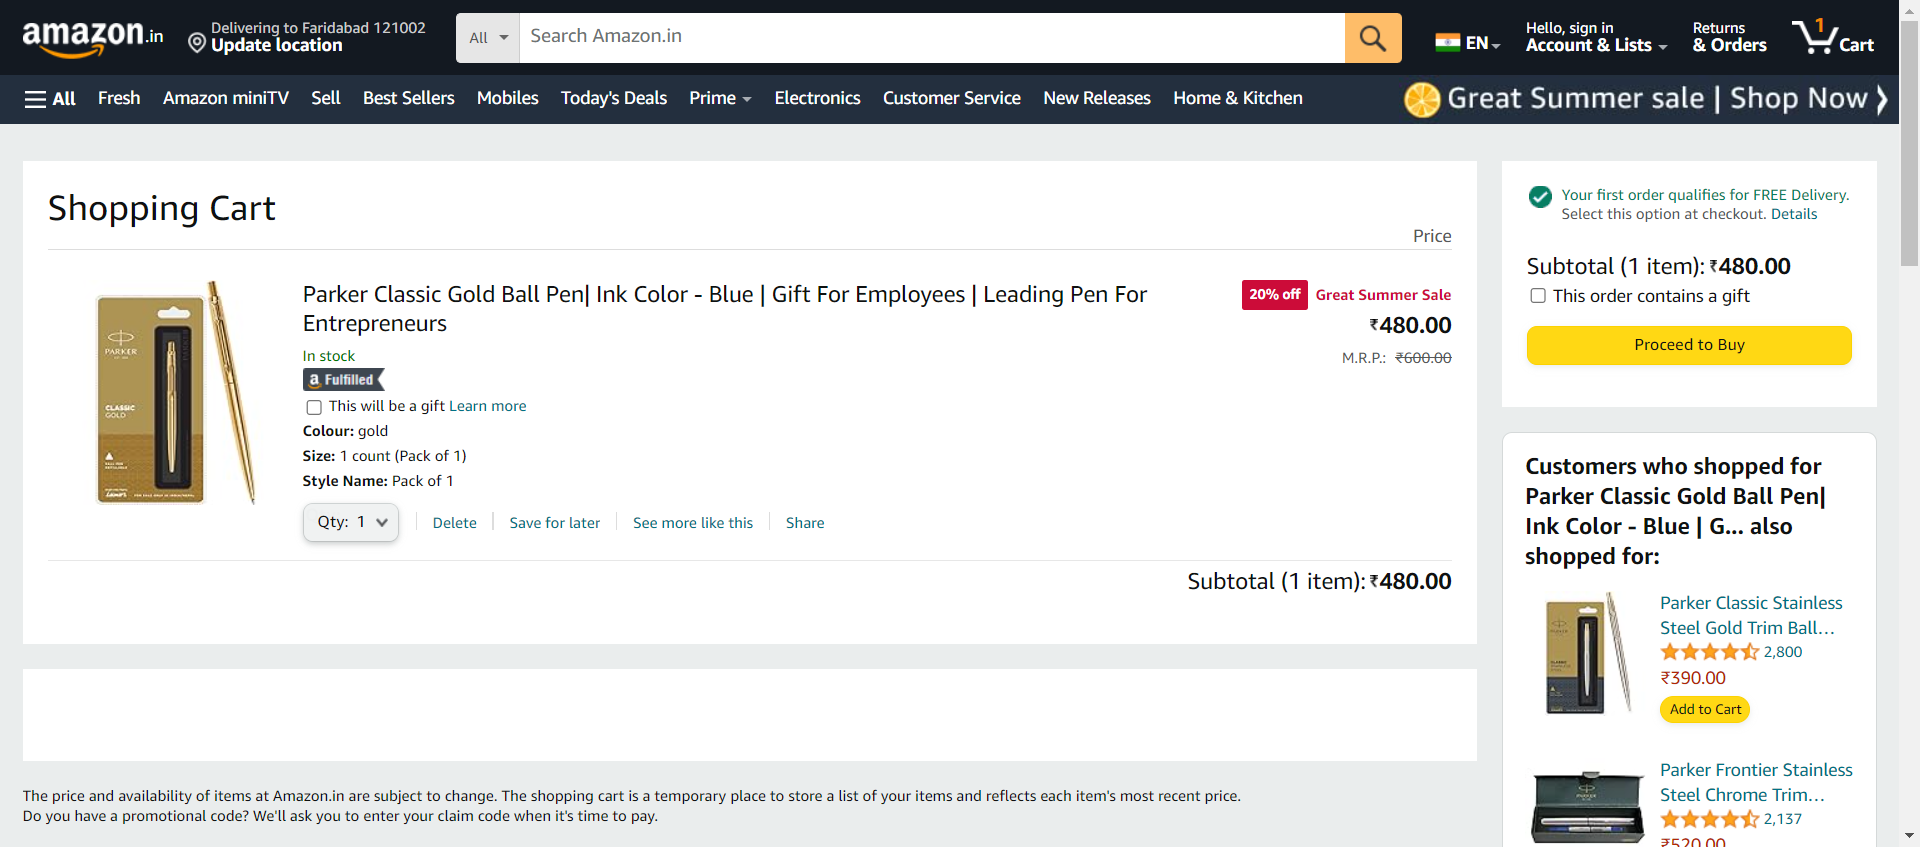 amazon.in
Delivering to Faridabad 121002
Update location
All
Search Amazon.in
EN
Hello, sign in
Account & Lists
Returns
& Orders
1
Cart
All
Fresh
Amazon miniTV
Sell
Best Sellers
Mobiles
Today's Deals
Prime
Electronics
Customer Service
New Releases
Home & Kitchen
Great Summer sale | Shop Now
Shopping Cart
Price
PARKER
CLASSIC
GOLD
Parker Classic Gold Ball Pen| Ink Color - Blue | Gift For Employees | Leading Pen For
Entrepreneurs
In stock
a Fulfilled
This will be a gift Learn more
Colour: gold
Size: 1 count (Pack of 1)
Style Name: Pack of 1
Qty: 1
Delete
Save for later
See more like this
Share
20% off Great Summer Sale
₹480.00
M.R.P.: ₹600.00
Subtotal (1 item): ₹480.00
Your first order qualifies for FREE Delivery.
Select this option at checkout. Details
Subtotal (1 item): ₹480.00
This order contains a gift
Proceed to Buy
Customers who shopped for
Parker Classic Gold Ball Pen|
Ink Color - Blue | G... also
shopped for:
Parker Classic Stainless
Steel Gold Trim Ball...
2,800
₹390.00
Add to Cart
Parker Frontier Stainless
Steel Chrome Trim...
2,137
₹520.00
The price and availability of items at Amazon.in are subject to change. The shopping cart is a temporary place to store a list of your items and reflects each item's most recent price.
Do you have a promotional code? We'll ask you to enter your claim code when it's time to pay.